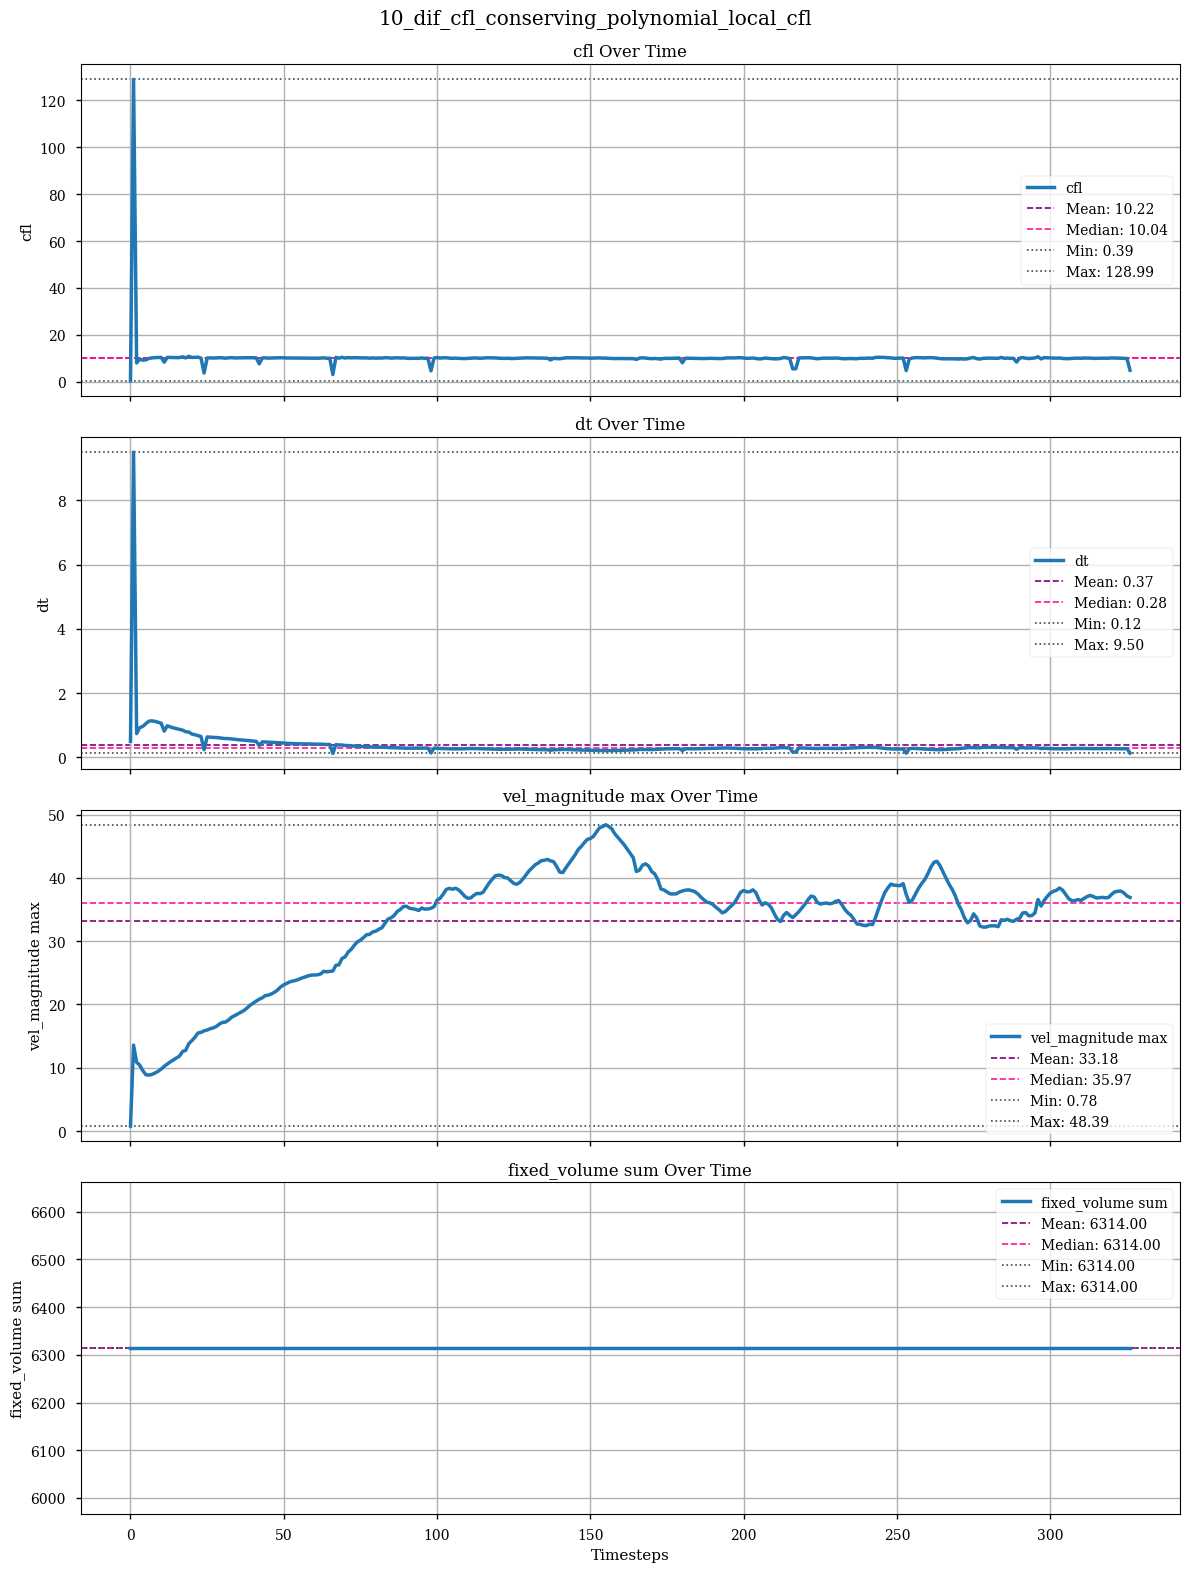 10_dif_cfl_conserving_polynomial_local_cfl
cfl Over Time
cfl
120
100
80
60
40
20
0
cfl
Mean: 10.22
Median: 10.04
Min: 0.39
Max: 128.99
dt Over Time
dt
8
6
4
2
0
dt
Mean: 0.37
Median: 0.28
Min: 0.12
Max: 9.50
vel_magnitude max Over Time
vel_magnitude max
50
40
30
20
10
0
vel_magnitude max
Mean: 33.18
Median: 35.97
Min: 0.78
Max: 48.39
fixed_volume sum Over Time
fixed_volume sum
6600
6500
6400
6300
6200
6100
6000
fixed_volume sum
Mean: 6314.00
Median: 6314.00
Min: 6314.00
Max: 6314.00
0 50 100 150 200 250 300
Timesteps